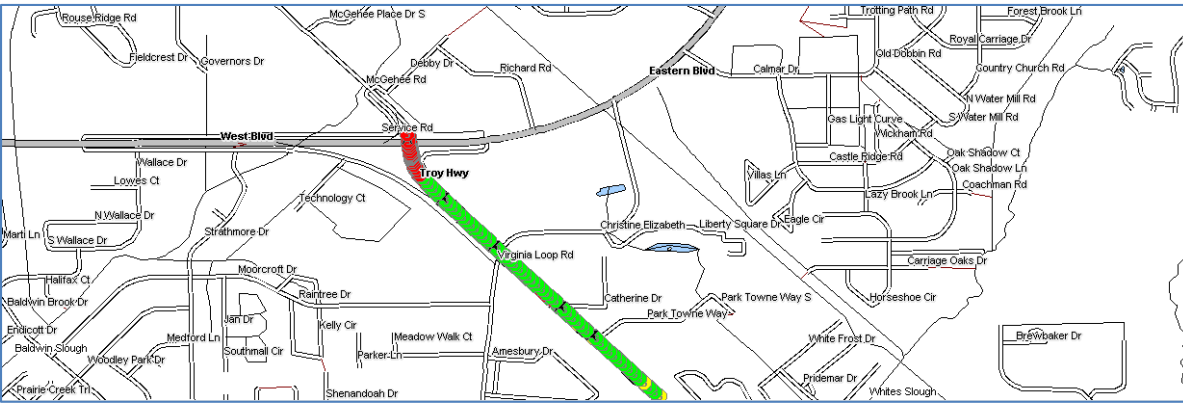 Rouse Ridge Rd
McGehee Place Dr S
Trotting Path Rd
Forest Brook Ln
Fieldcrest Dr
Governors Dr
Debby Dr
Richard Rd
Royal Carriage Dr
Old Dobbin Rd
McGehee Rd
Eastern Blvd
Calmar Dr
Country Church Rd
N Water Mill Rd
Gas Light Curve
S Water Mill Rd
Service Rd
West Blvd
Wickham Rd
Wallace Dr
Castle Ridge Rd
Oak Shadow Ct
Lowes Ct
Troy Hwy
Villas Ln
Oak Shadow Ln
Coachman Rd
Technology Ct
Lazy Brook Ln
N Wallace Dr
Marti Ln
S Wallace Dr
Strathmore Dr
Christine Elizabeth
Liberty Square Dr
Eagle Cir
Virginia Loop Rd
Carriage Oaks Dr
Halifax Ct
Moorcroft Dr
Baldwin Brook Dr
Raintree Dr
Catherine Dr
Park Towne Way S
Horseshoe Cir
Endicott Dr
Jan Dr
Kelly Cir
Park Towne Way
Baldwin Slough
Medford Ln
Meadow Walk Ct
White Frost Dr
Brewbaker Dr
Woodley Park Dr
Southmall Cir
Parker Ln
Amesbury Dr
Pridemar Dr
Prairie Creek Trl
Shenandoah Dr
Whites Slough